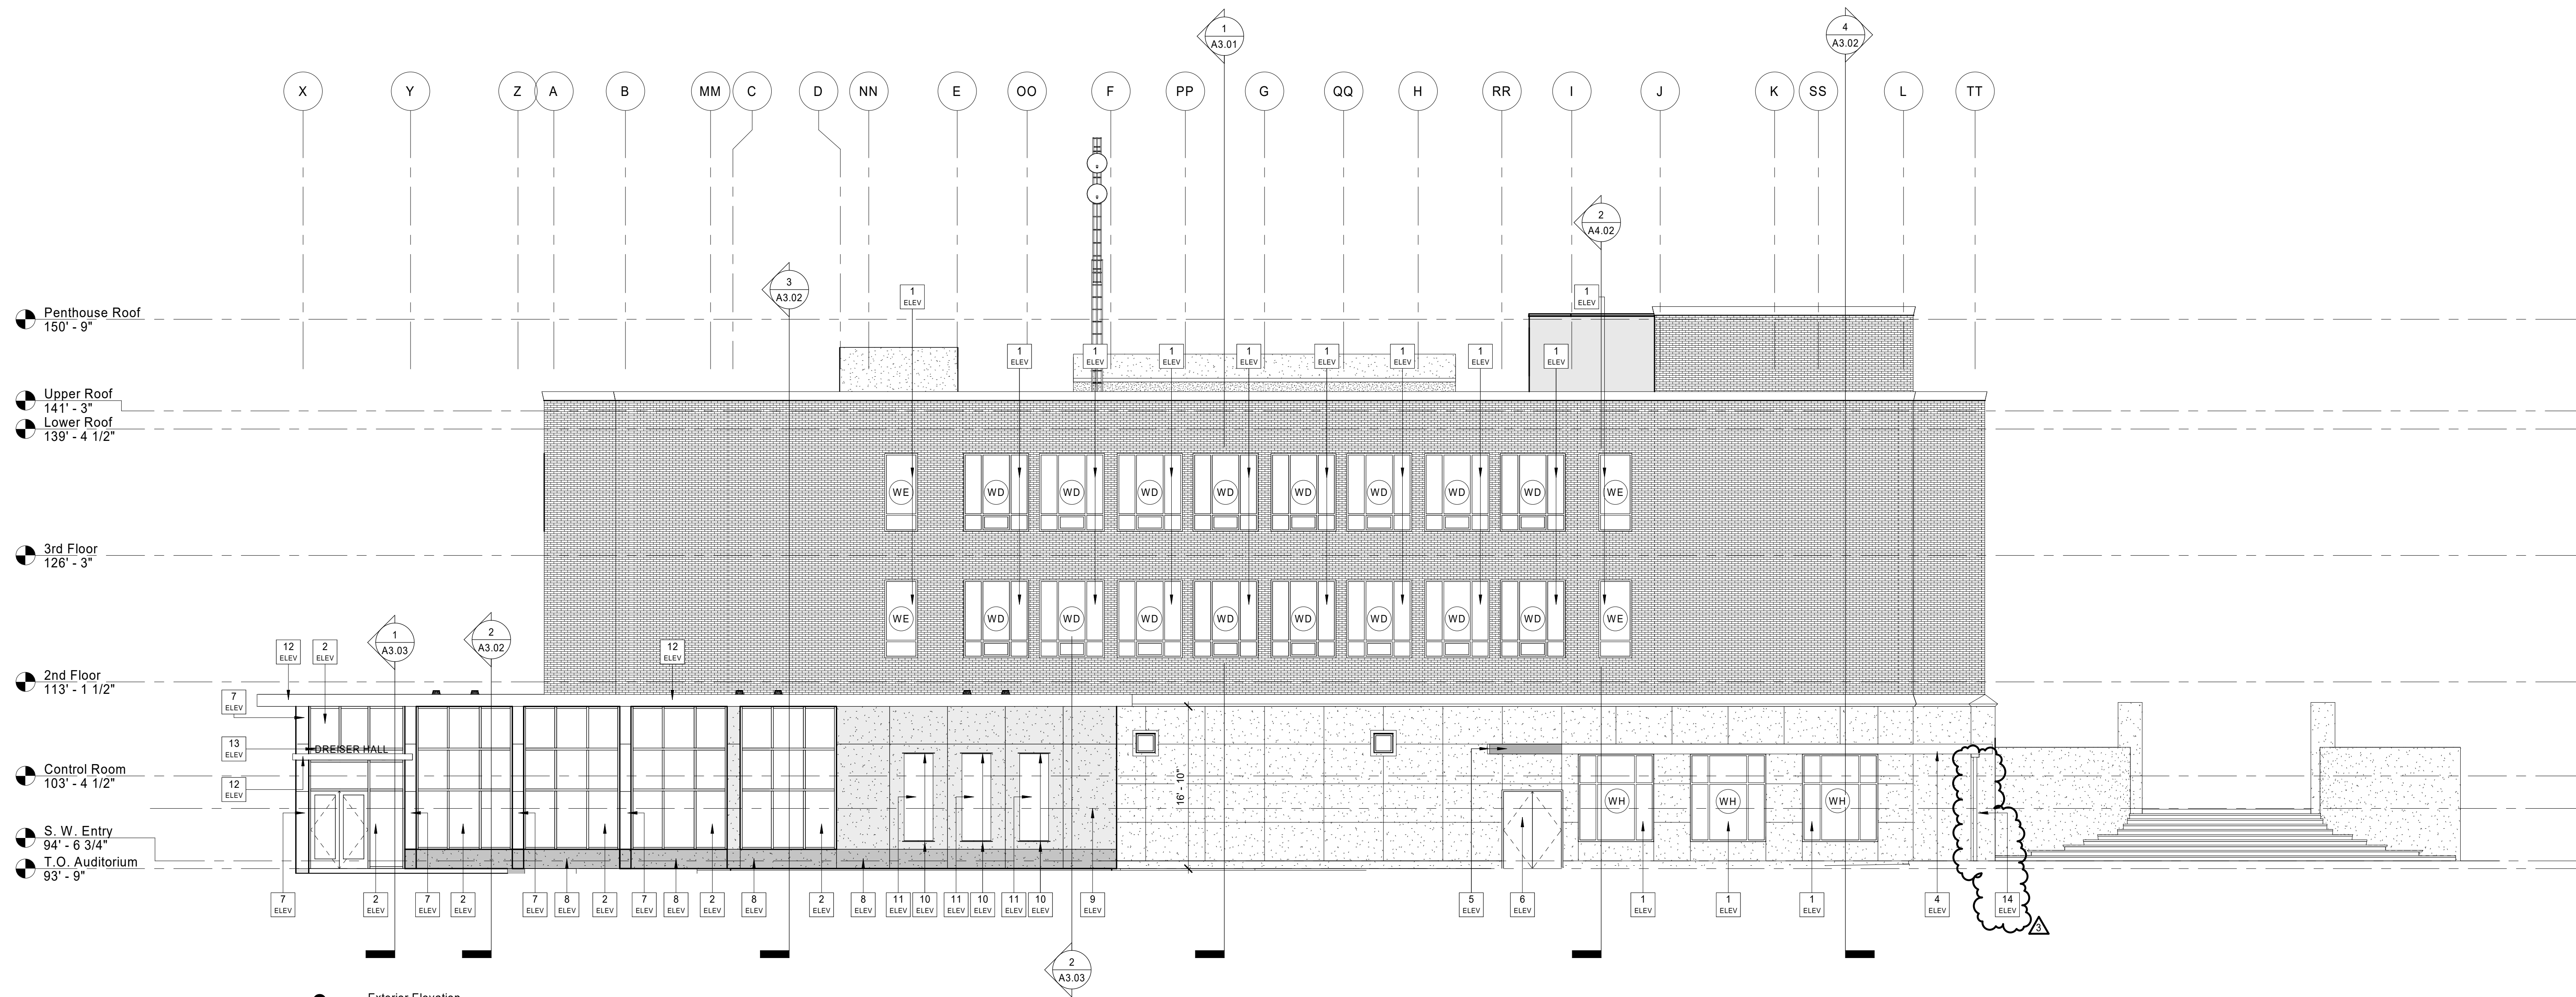 1
A3.01
4
A3.02
X Y Z A B MM C D NN E OO F PP G QQ H RR I J K SS L TT
2
A4.02
3
A3.02
1
ELEV
1
ELEV
Penthouse Roof
150' - 9"
1 1 1 1 1 1 1 1
ELEV ELEV ELEV ELEV ELEV ELEV ELEV ELEV
Upper Roof
141' - 3"
Lower Roof
139' - 4 1/2"
WE WD WD WD WD WD WD WD WD WE
3rd Floor
126' - 3"
WE WD WD WD WD WD WD WD WD WE
1
A3.03
2
A3.02
12 2 12
ELEV ELEV ELEV
2nd Floor
113' - 1 1/2"
7
ELEV
13
ELEV
DREISER HALL
Control Room
103' - 4 1/2"
12
ELEV
16' - 10"
WH WH WH
S. W. Entry
94' - 6 3/4"
T.O. Auditorium
93' - 9"
7 2 7 2 7 8 2 7 8 2 8 2 8 11 10 11 10 11 10 9 5 6 1 1 1 4 14
ELEV ELEV ELEV ELEV ELEV ELEV ELEV ELEV ELEV ELEV ELEV ELEV ELEV ELEV ELEV ELEV ELEV ELEV ELEV ELEV ELEV ELEV ELEV ELEV ELEV ELEV ELEV
3
2
A3.03
Exterior Elevation